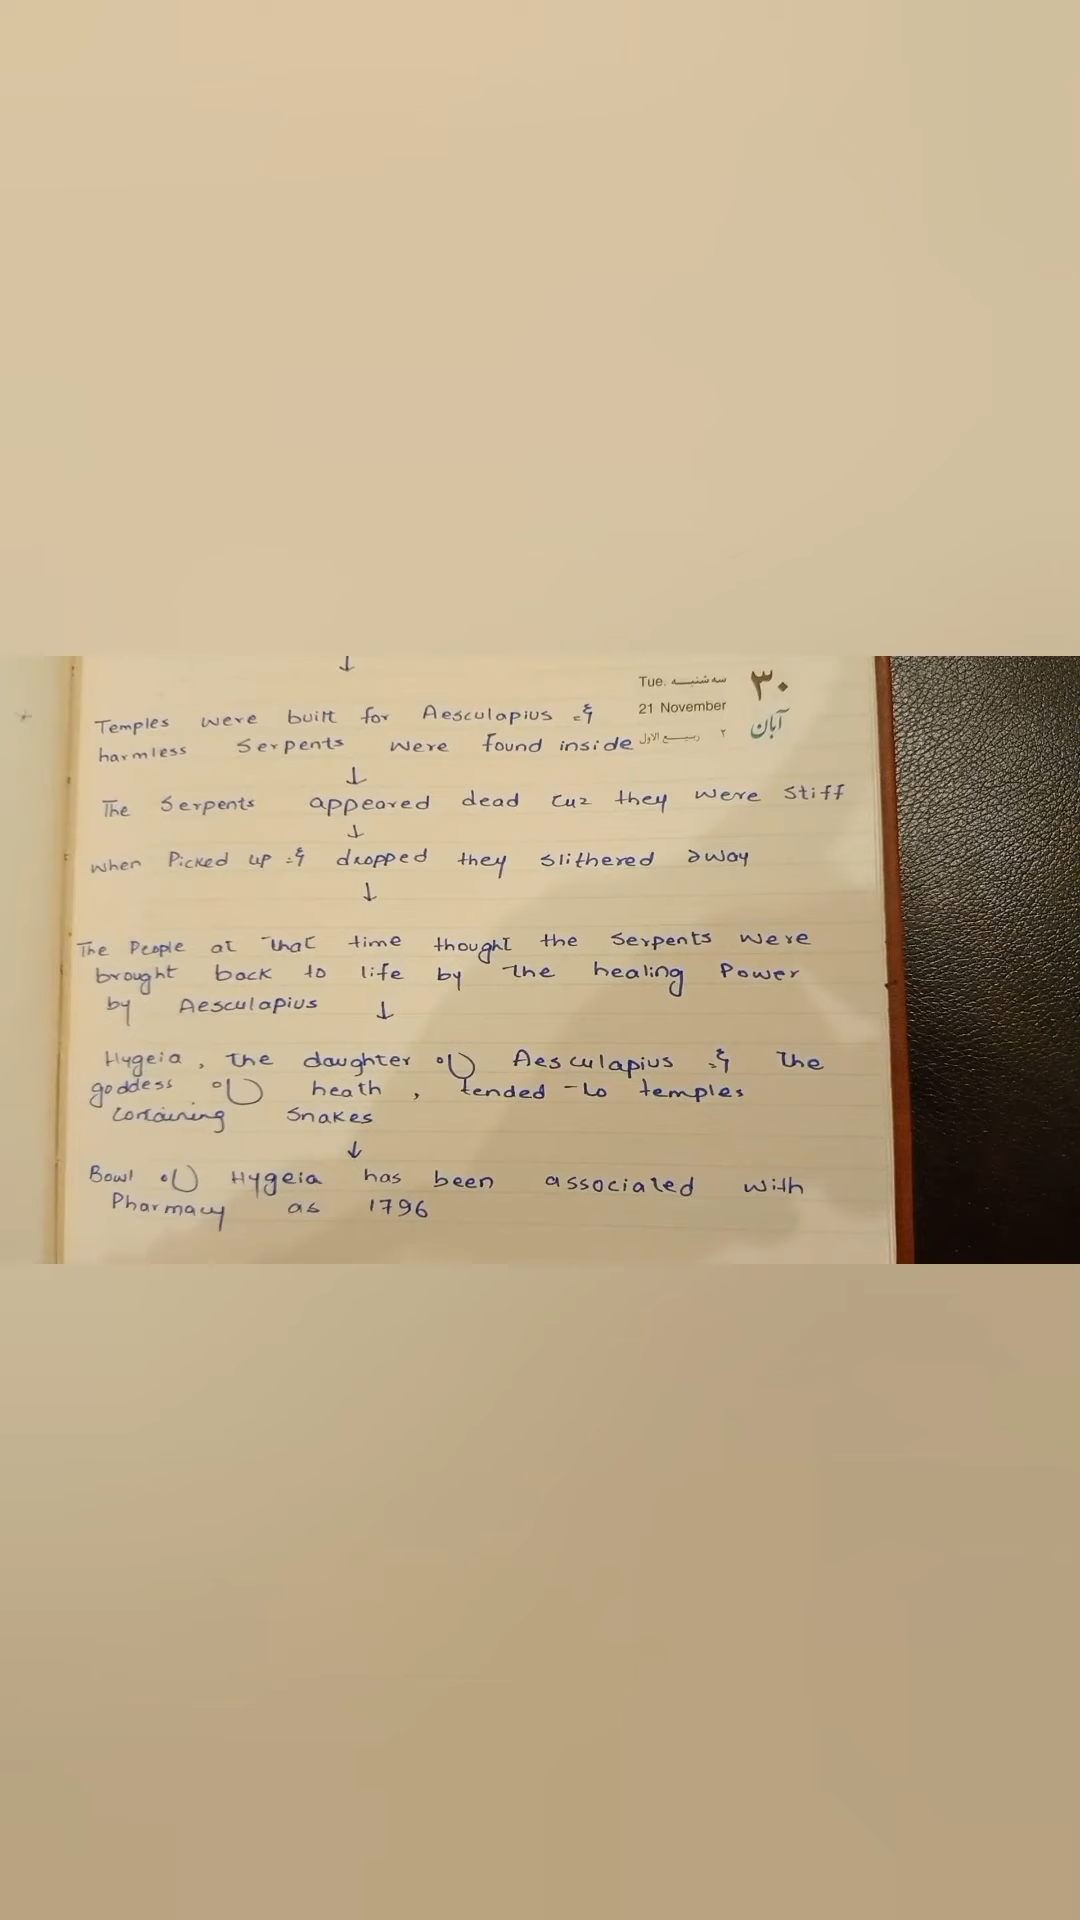 ↓
Tue. سه شنبه ۳۰
21 November آبان
۲ ربیع الاول
Temples were built for Aesculapius &
harmless serpents were found inside
↓
The serpents appeared dead cuz they were stiff
↓
when Picked up & dropped they slithered away
↓
The People at that time thought the serpents were
brought back to life by the healing Power
by Aesculapius ↓
Hygeia, the daughter of Aesculapius & the
goddess of heath, tended to temples
containing snakes
↓
Bowl of Hygeia has been associated with
Pharmacy as 1796